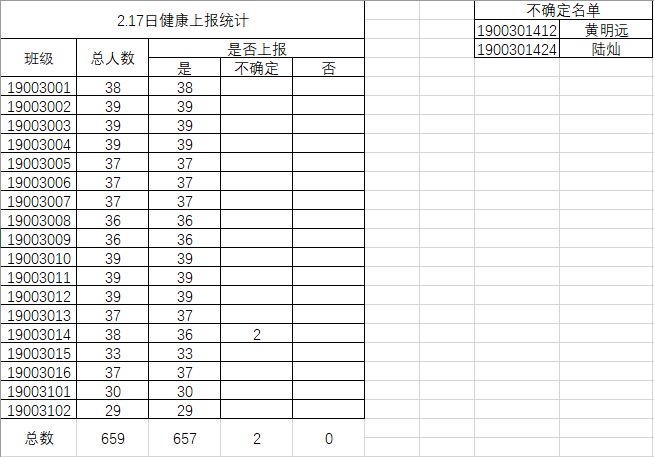 2.17日健康上报统计
不确定名单
1900301412 黄明远
1900301424 陆灿
班级 总人数 是否上报
是 不确定 否
19003001 38 38
19003002 39 39
19003003 39 39
19003004 39 39
19003005 37 37
19003006 37 37
19003007 37 37
19003008 36 36
19003009 36 36
19003010 39 39
19003011 39 39
19003012 39 39
19003013 37 37
19003014 38 36 2
19003015 33 33
19003016 37 37
19003101 30 30
19003102 29 29
总数 659 657 2 0